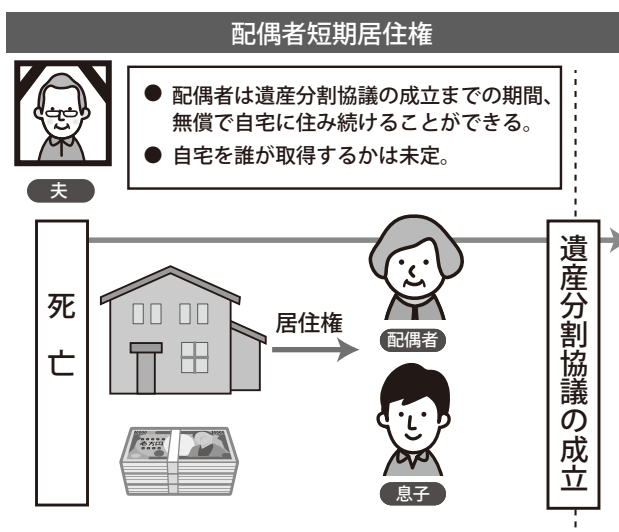 配偶者短期居住権
● 配偶者は遺産分割協議の成立までの期間、
無償で自宅に住み続けることができる。
● 自宅を誰が取得するかは未定。
夫
死亡
居住権
配偶者
息子
遺産分割協議の成立
壱万円